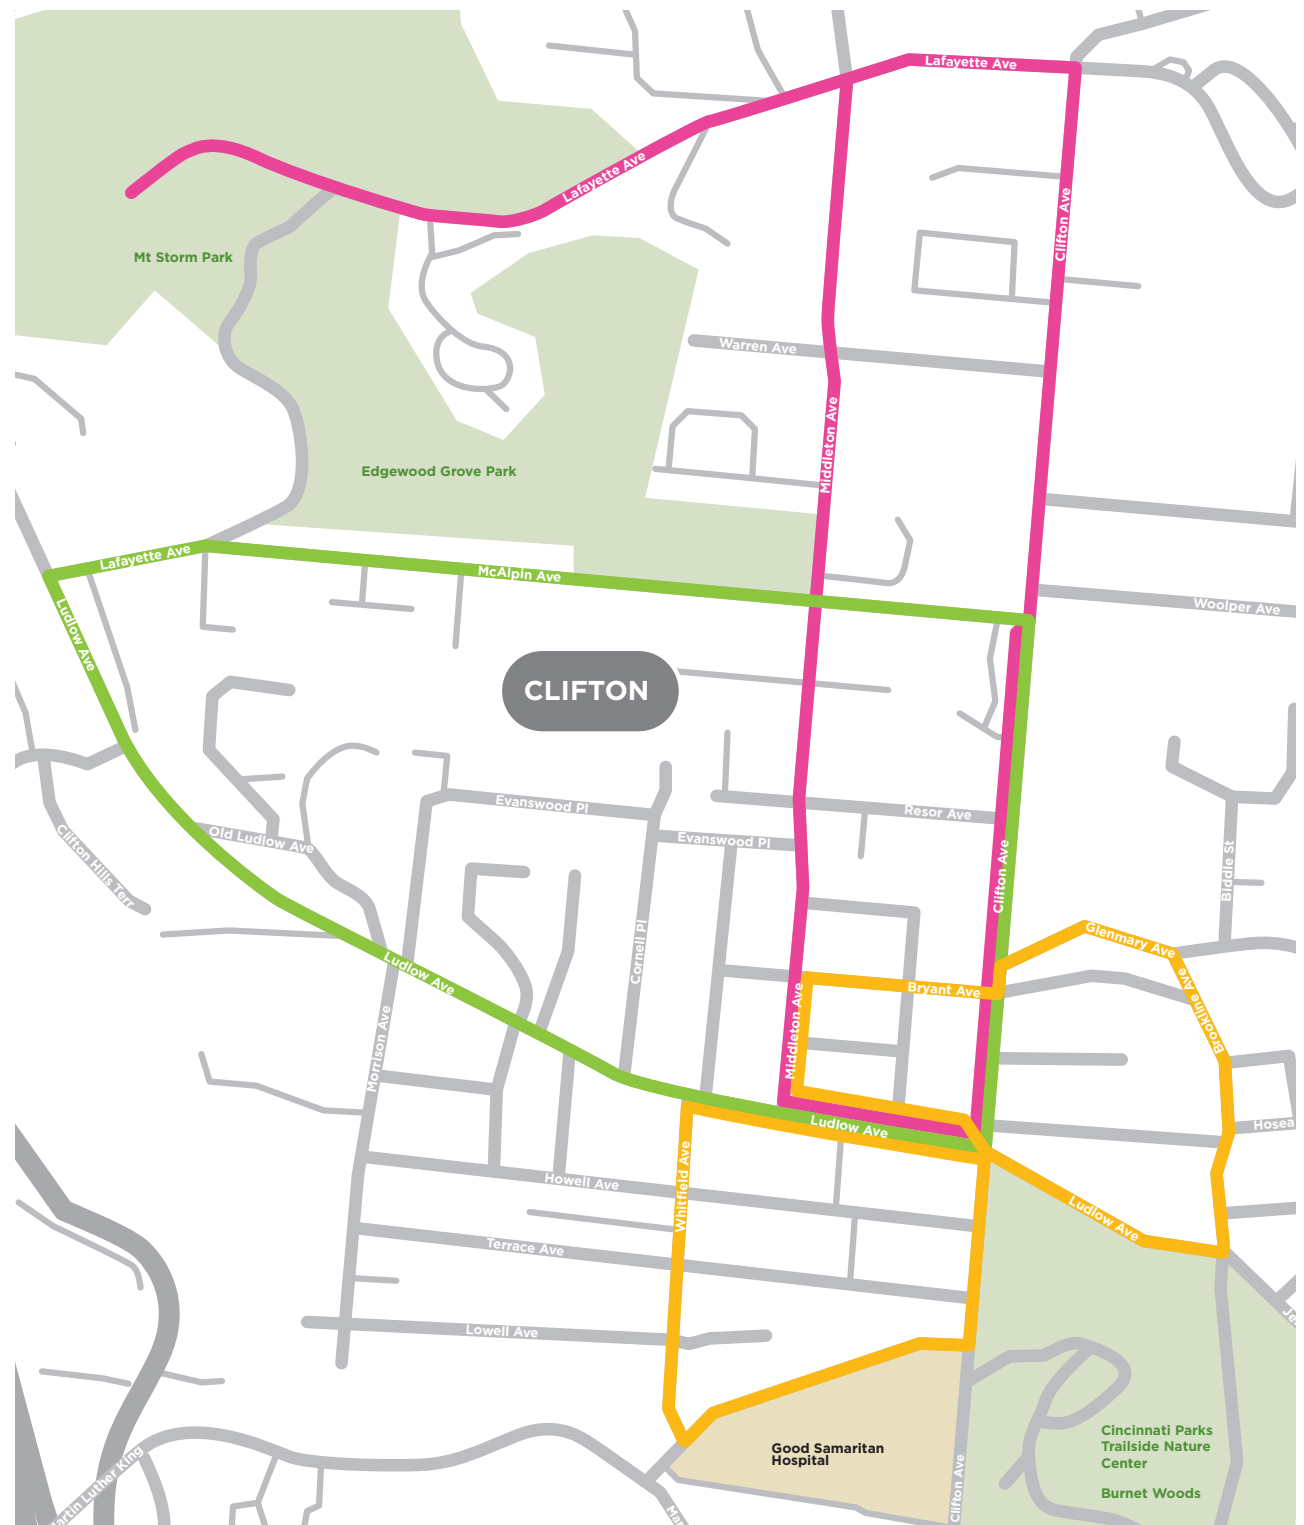 Lafayette Ave
Lafayette Ave
Clifton Ave
Mt Storm Park
Warren Ave
Middleton Ave
Edgewood Grove Park
Lafayette Ave
McAlpin Ave
Woolper Ave
Ludlow Ave
CLIFTON
Evanswood Pl
Resor Ave
Old Ludlow Ave
Evanswood Pl
Clifton Hills Terr
Clifton Ave
Biddle St
Glenmary Ave
Cornell Pl
Ludlow Ave
Bryant Ave
Brookline Ave
Middleton Ave
Morrison Ave
Ludlow Ave
Hosea
Whitfield Ave
Howell Ave
Ludlow Ave
Terrace Ave
Lowell Ave
Good Samaritan
Hospital
Cincinnati Parks
Trailside Nature
Center
Burnet Woods
Clifton Ave
Luther King